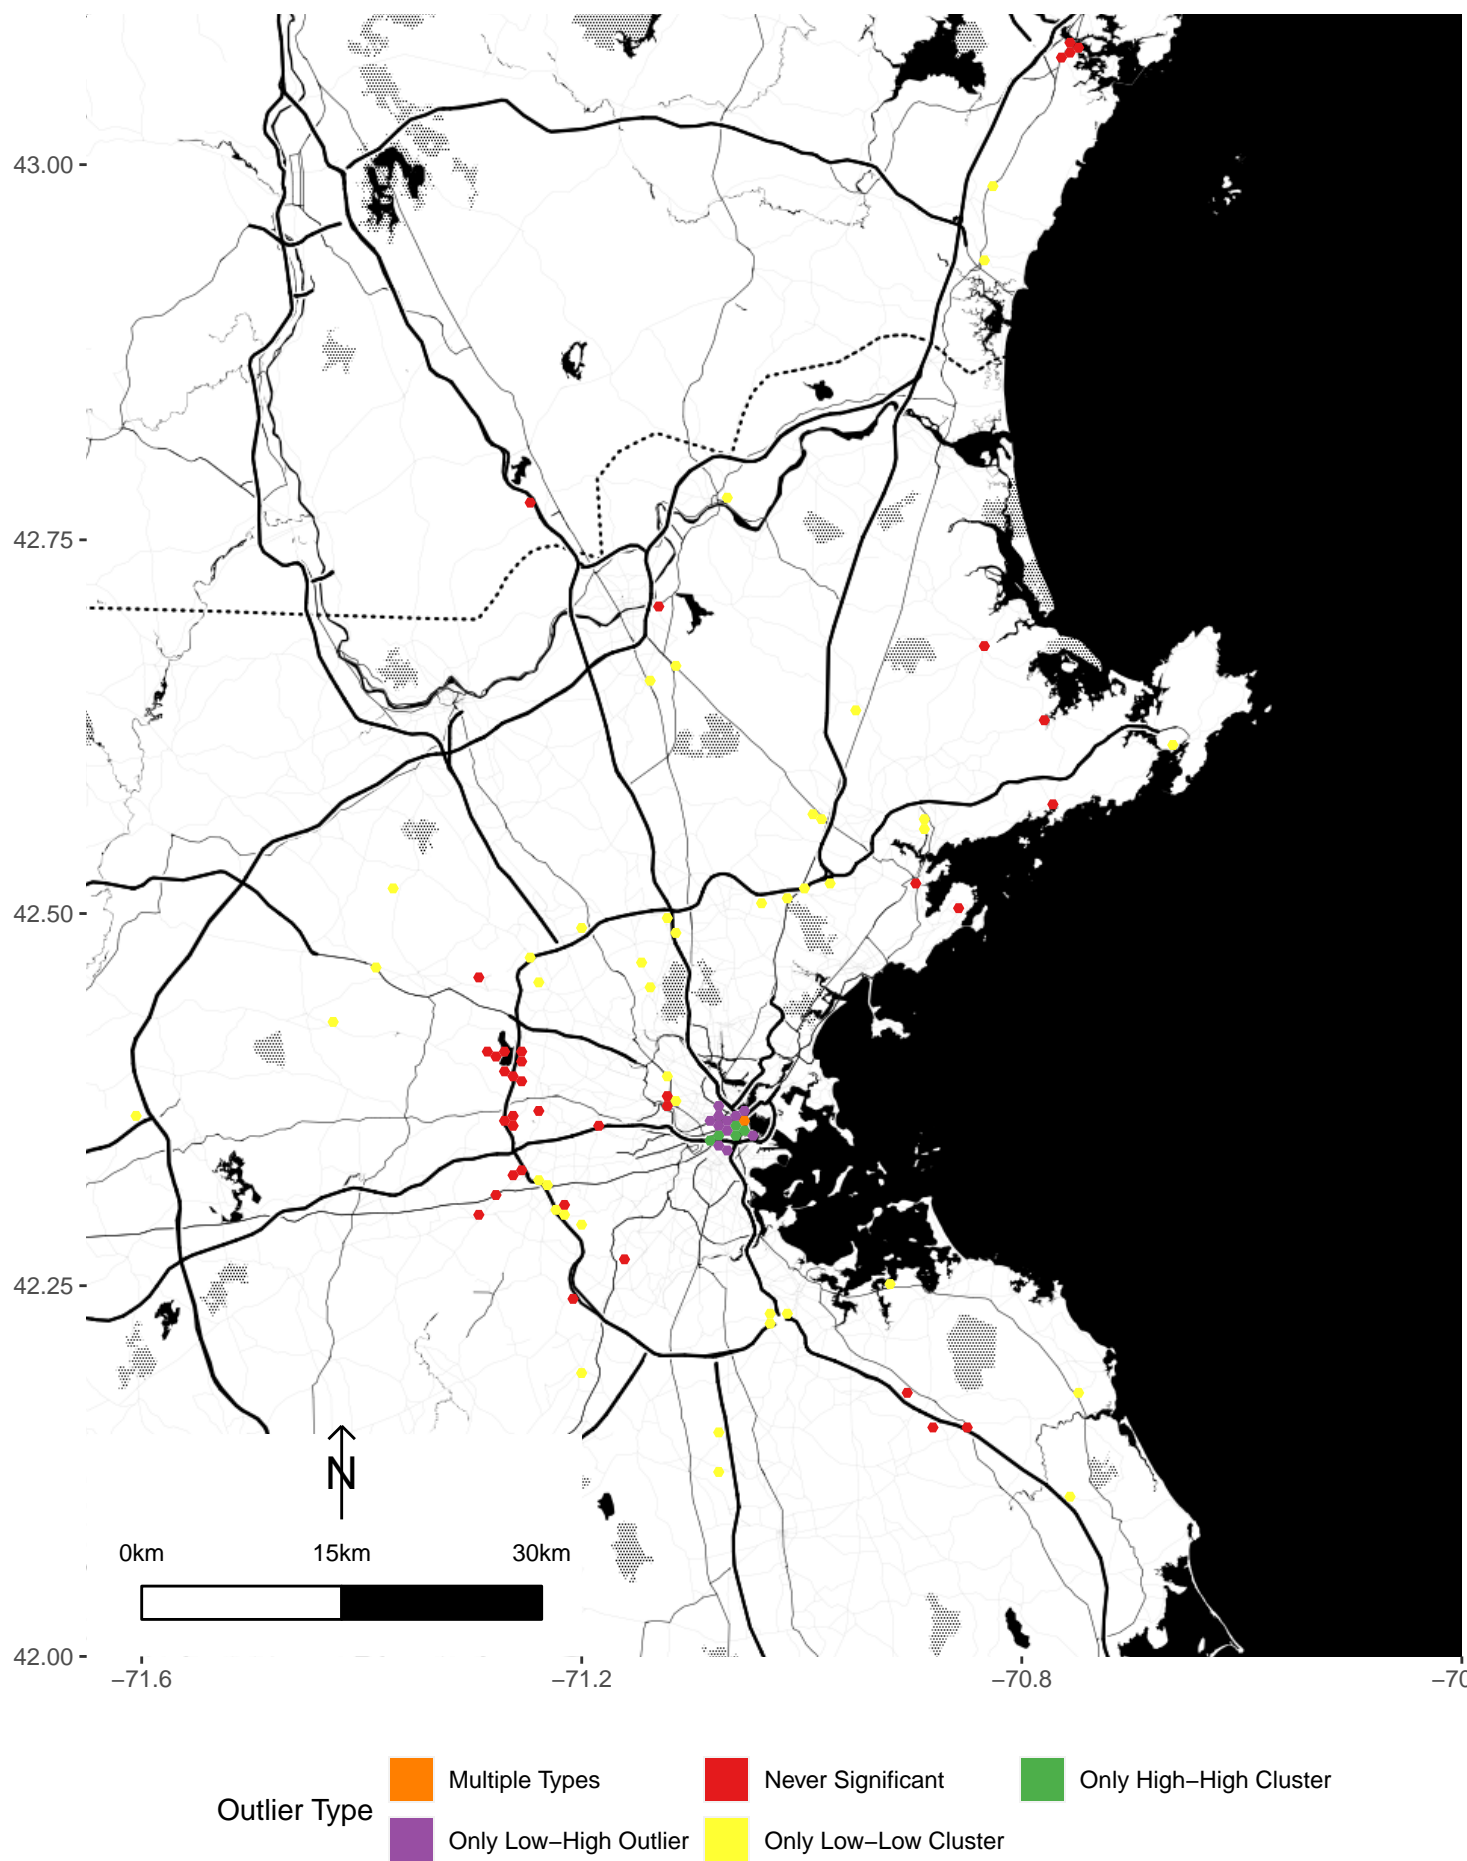 43.00
42.75
42.50
42.25
42.00
N
0km 15km 30km
−71.6 −71.2 −70.8 −70
Outlier Type
Multiple Types Never Significant Only High−High Cluster
Only Low−High Outlier Only Low−Low Cluster